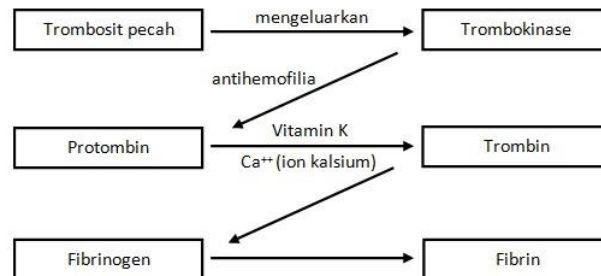 Trombosit pecah
mengeluarkan
Trombokinase
antihemofilia
Protombin
Vitamin K
Ca⁺⁺ (ion kalsium)
Trombin
Fibrinogen
Fibrin